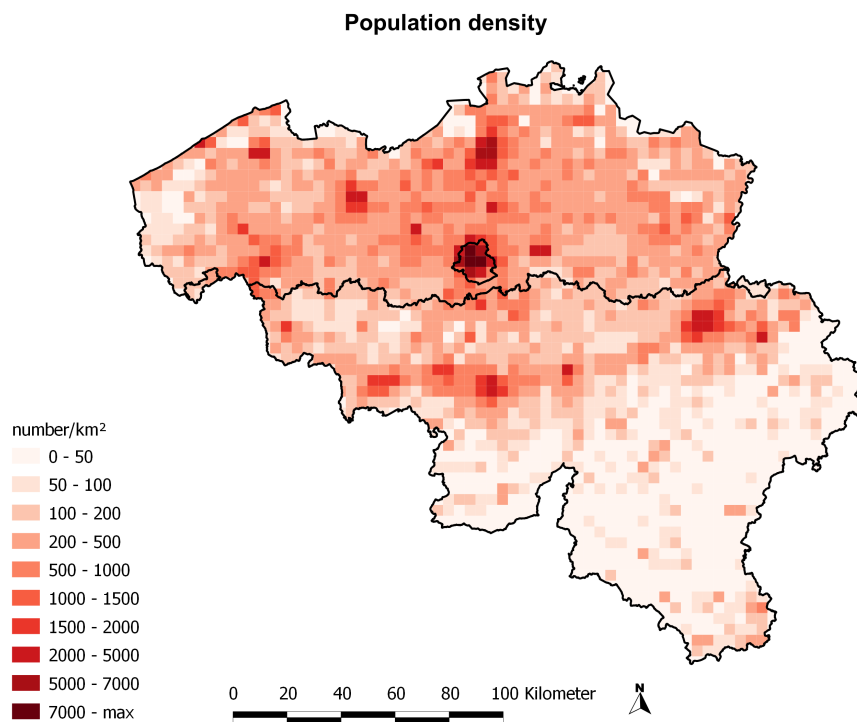 Population density
number/km²
0 - 50
50 - 100
100 - 200
200 - 500
500 - 1000
1000 - 1500
1500 - 2000
2000 - 5000
5000 - 7000
7000 - max
0 20 40 60 80 100 Kilometer
N